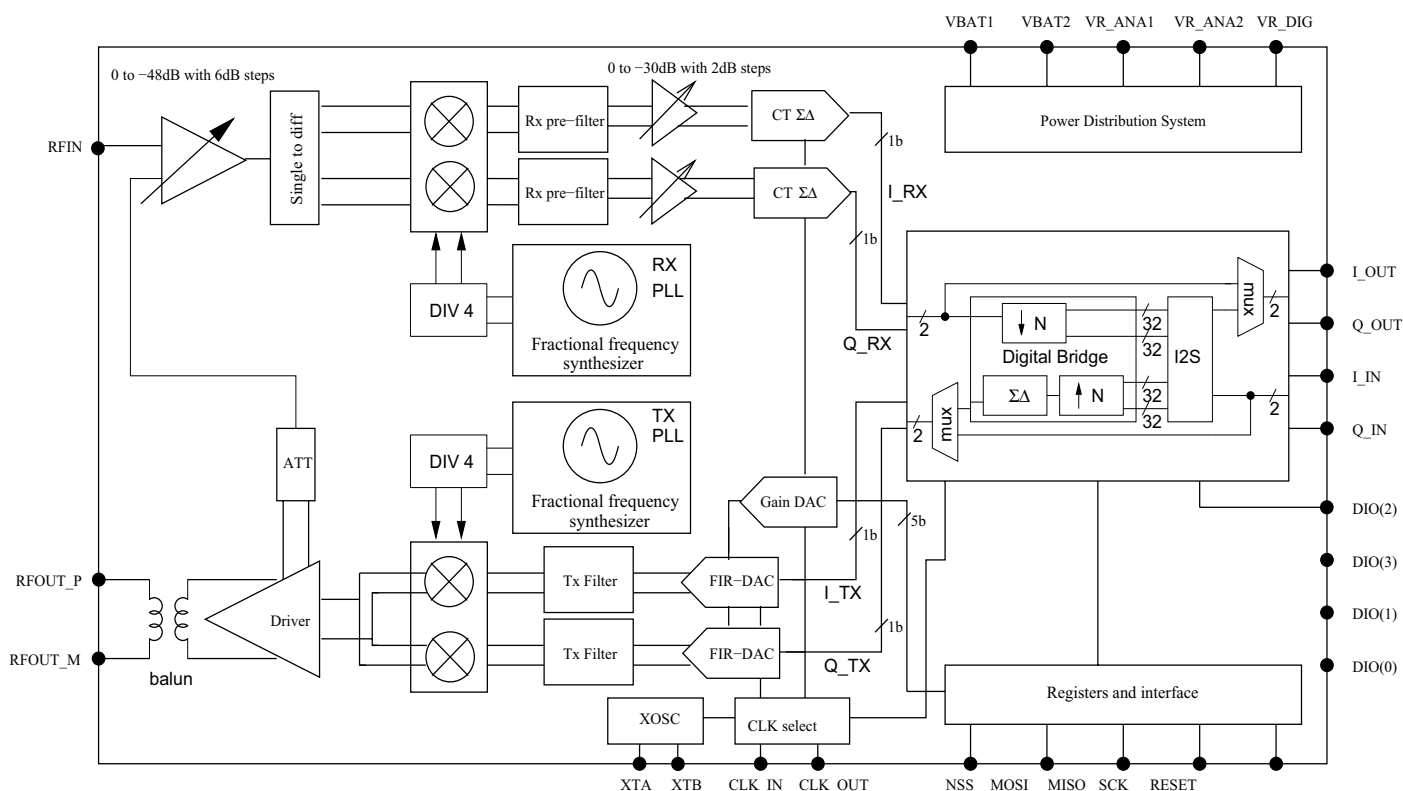 VBAT1 VBAT2 VR_ANA1 VR_ANA2 VR_DIG
0 to −48dB with 6dB steps
0 to −30dB with 2dB steps
RFIN
Single to diff
Rx pre−filter
CT ΣΔ
1b
Power Distribution System
Rx pre−filter
CT ΣΔ
I_RX
1b
RX
PLL
DIV 4
Fractional frequency
synthesizer
Q_RX
2
N
32
32
Digital Bridge
I2S
mux
2
I_OUT
Q_OUT
I_IN
Q_IN
mux
2
ΣΔ
N
32
32
2
TX
PLL
DIV 4
Fractional frequency
synthesizer
ATT
Gain DAC
5b
1b
DIO(2)
DIO(3)
DIO(1)
DIO(0)
RFOUT_P
RFOUT_M
balun
Driver
Tx Filter
FIR−DAC
I_TX
1b
Tx Filter
FIR−DAC
Q_TX
XOSC
CLK select
Registers and interface
XTA XTB CLK_IN CLK_OUT NSS MOSI MISO SCK RESET